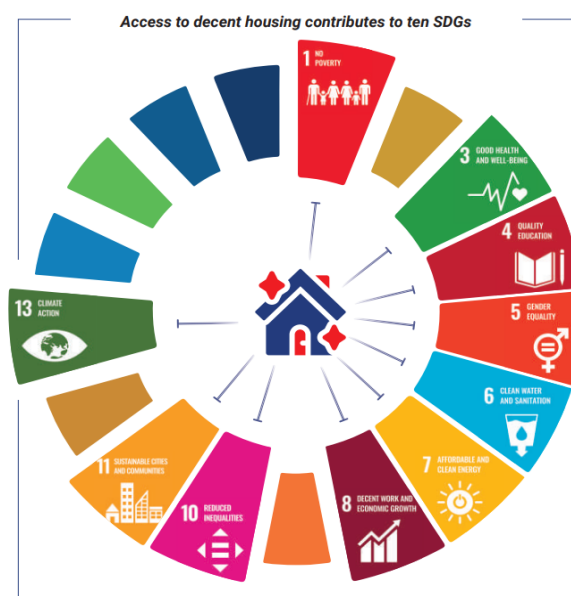 Access to decent housing contributes to ten SDGs
1 NO
POVERTY
3 GOOD HEALTH
AND WELL-BEING
4 QUALITY
EDUCATION
5 GENDER
EQUALITY
6 CLEAN WATER
AND SANITATION
7 AFFORDABLE AND
CLEAN ENERGY
8 DECENT WORK AND
ECONOMIC GROWTH
10 REDUCED
INEQUALITIES
11 SUSTAINABLE CITIES
AND COMMUNITIES
13 CLIMATE
ACTION